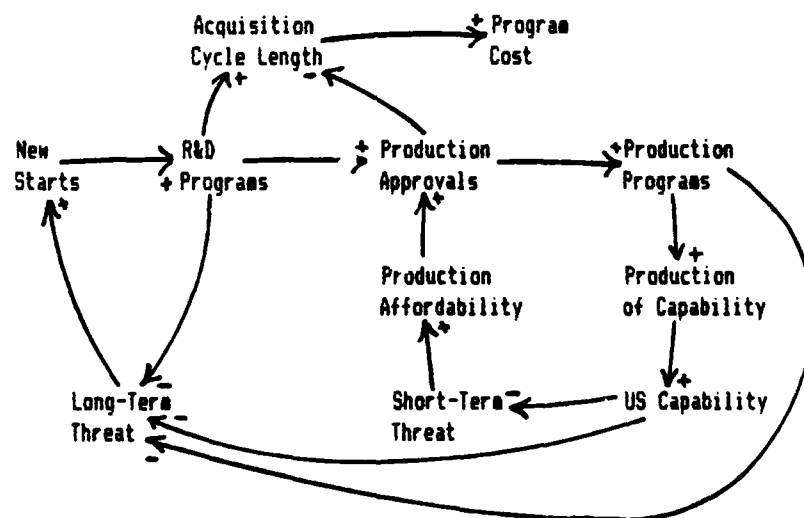 Acquisition
Cycle Length
+ Program
Cost
+
-
New
Starts
+
R&D
+ Programs
+ Production
Approvals
+
+Production
Programs
+
Production
Affordability
+
Production
of Capability
+
Long-Term
Threat
-
-
-
Short-Term
Threat
-
US Capability